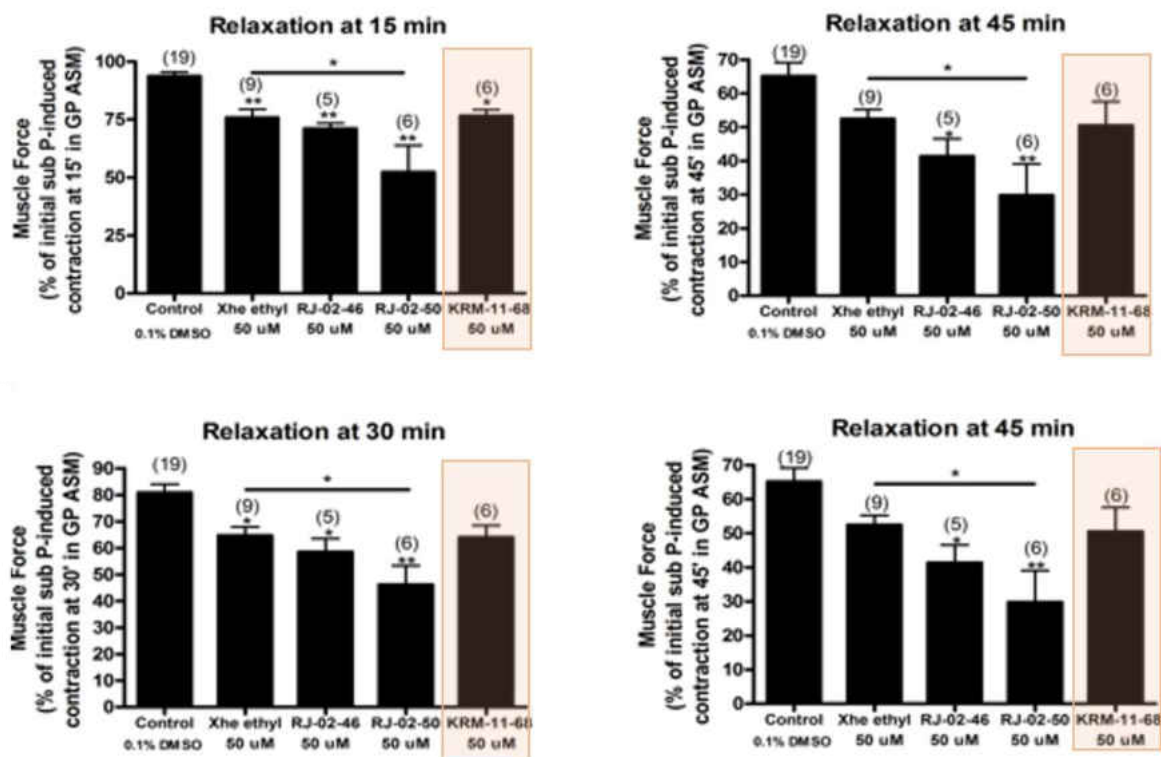 Relaxation at 15 min
Muscle Force
(% of initial sub P-induced
contraction at 15' in GP ASM)
100
75
50
25
0
(19)
(9)
**
(5)
**
(6)
**
(6)
*
*
Control
0.1% DMSO
Xhe ethyl
50 uM
RJ-02-46
50 uM
RJ-02-50
50 uM
KRM-11-68
50 uM
Relaxation at 45 min
Muscle Force
(% of initial sub P-induced
contraction at 45' in GP ASM)
70
60
50
40
30
20
10
0
(19)
(9)
(5)
*
(6)
**
(6)
*
Control
0.1% DMSO
Xhe ethyl
50 uM
RJ-02-46
50 uM
RJ-02-50
50 uM
KRM-11-68
50 uM
Relaxation at 30 min
Muscle Force
(% of initial sub P-induced
contraction at 30' in GP ASM)
90
80
70
60
50
40
30
20
10
0
(19)
(9)
*
(5)
*
(6)
**
(6)
*
Control
0.1% DMSO
Xhe ethyl
50 uM
RJ-02-46
50 uM
RJ-02-50
50 uM
KRM-11-68
50 uM
Relaxation at 45 min
Muscle Force
(% of initial sub P-induced
contraction at 45' in GP ASM)
70
60
50
40
30
20
10
0
(19)
(9)
(5)
*
(6)
**
(6)
*
Control
0.1% DMSO
Xhe ethyl
50 uM
RJ-02-46
50 uM
RJ-02-50
50 uM
KRM-11-68
50 uM